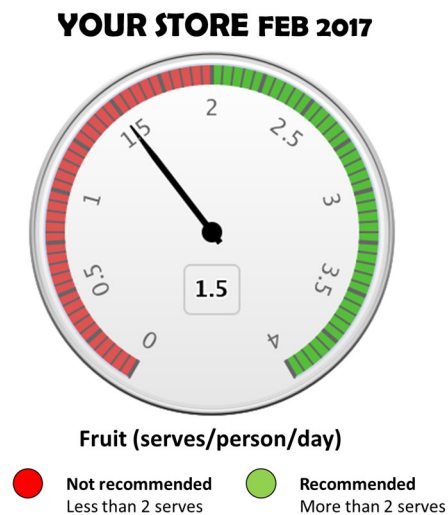 YOUR STORE FEB 2017
2
1.5
2.5
1
3
0.5
3.5
1.5
0
4
Fruit (serves/person/day)
Not recommended
Less than 2 serves
Recommended
More than 2 serves